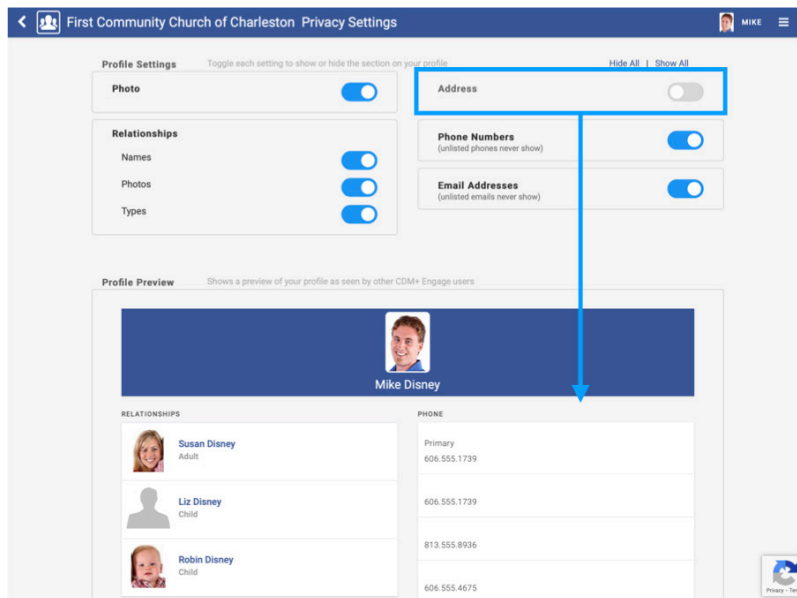 First Community Church of Charleston Privacy Settings
MIKE
Profile Settings
Toggle each setting to show or hide the section on your profile
Hide All | Show All
Photo
Relationships
Names
Photos
Types
Address
Phone Numbers
(unlisted phones never show)
Email Addresses
(unlisted emails never show)
Profile Preview
Shows a preview of your profile as seen by other CDM+ Engage users
Mike Disney
RELATIONSHIPS
Susan Disney
Adult
Liz Disney
Child
Robin Disney
Child
PHONE
Primary
606.555.1739
606.555.1739
813.555.8936
606.555.4675
Privacy -